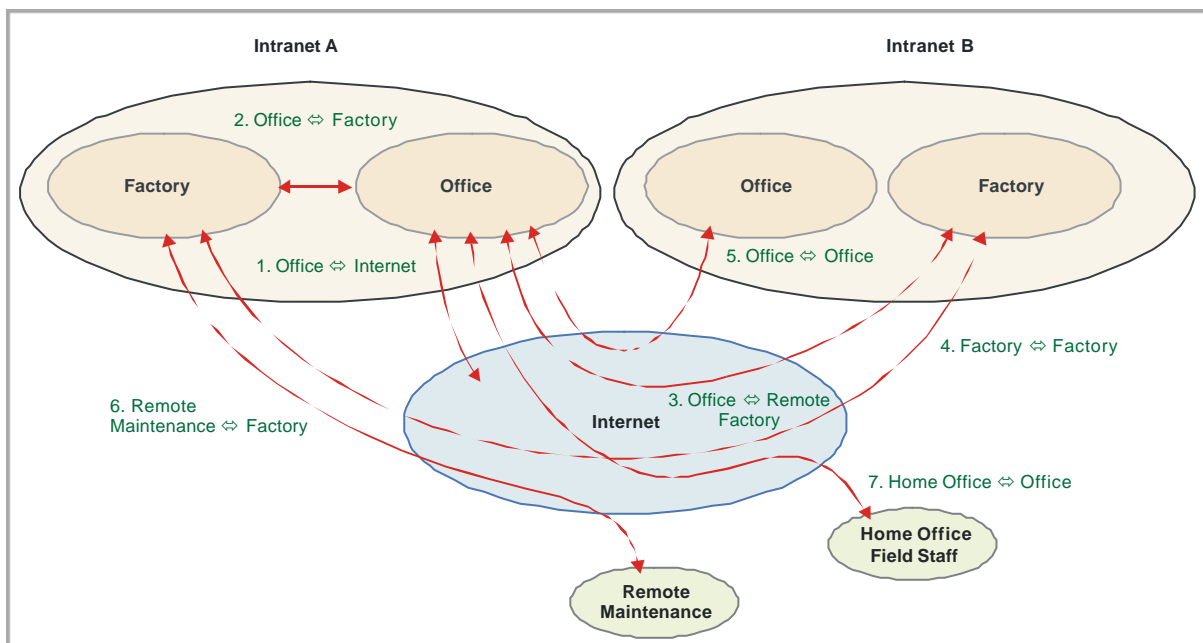 Intranet A
Intranet B
2. Office ⇔ Factory
Factory
Office
Office
Factory
1. Office ⇔ Internet
5. Office ⇔ Office
4. Factory ⇔ Factory
6. Remote
Maintenance ⇔ Factory
3. Office ⇔ Remote
Factory
Internet
7. Home Office ⇔ Office
Home Office
Field Staff
Remote
Maintenance